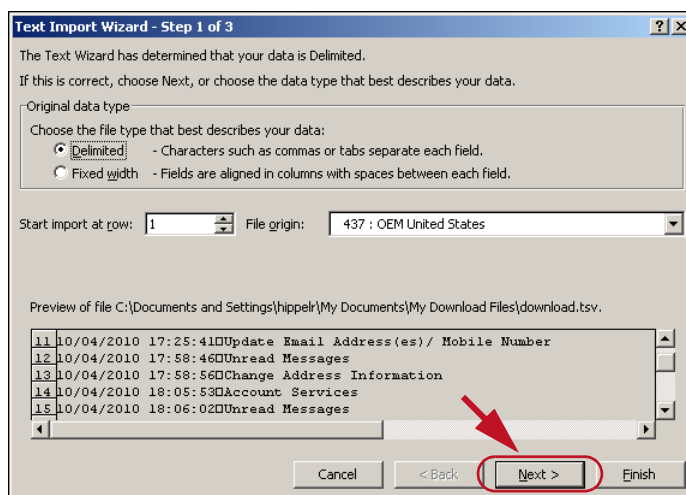 Text Import Wizard - Step 1 of 3
The Text Wizard has determined that your data is Delimited.
If this is correct, choose Next, or choose the data type that best describes your data.
Original data type
Choose the file type that best describes your data:
Delimited - Characters such as commas or tabs separate each field.
Fixed width - Fields are aligned in columns with spaces between each field.
Start import at row: 1 File origin: 437 : OEM United States
Preview of file C:\Documents and Settings\hippelr\My Documents\My Download Files\download.tsv.
11 10/04/2010 17:25:41□Update Email Address(es)/ Mobile Number
12 10/04/2010 17:58:46□Unread Messages
13 10/04/2010 17:58:56□Change Address Information
14 10/04/2010 18:05:53□Account Services
15 10/04/2010 18:06:02□Unread Messages
Cancel < Back Next > Finish